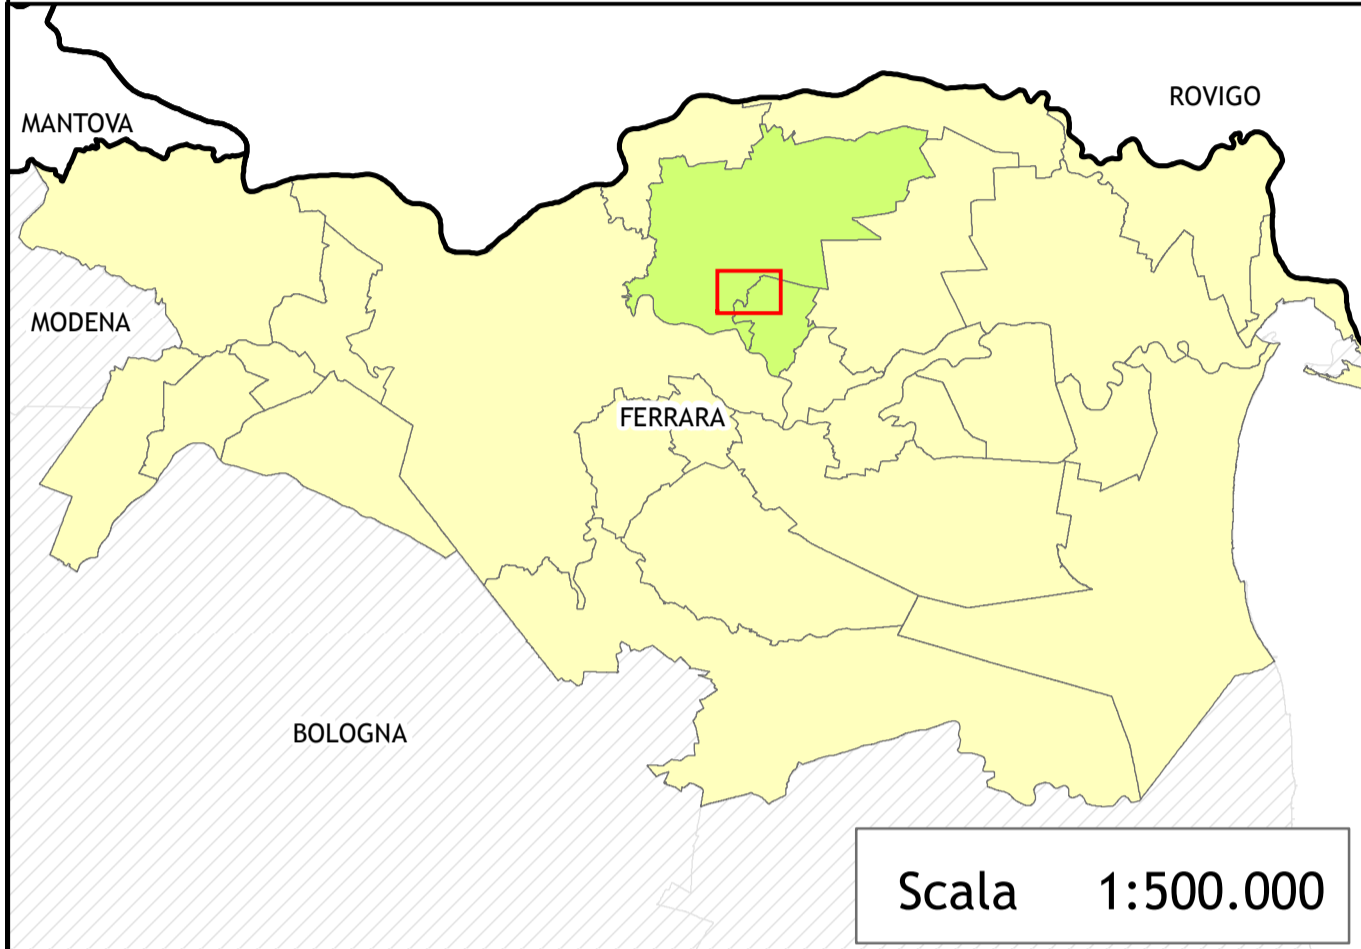 ROVIGO
MANTOVA
MODENA
FERRARA
BOLOGNA
Scala 1:500.000